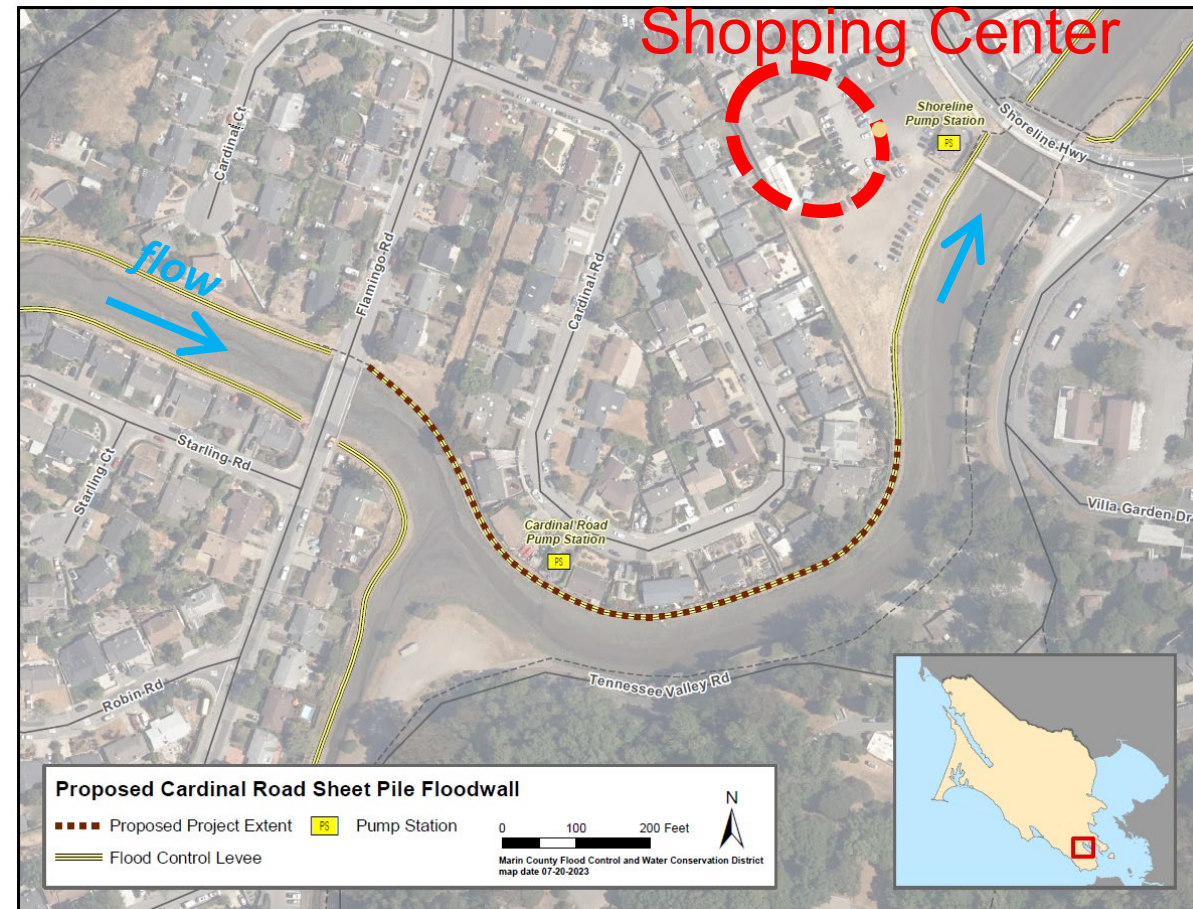 Shopping Center
Shoreline
Pump Station
PS
Shoreline Hwy
Cardinal Ct
flow
Flamingo Rd
Cardinal Rd
Starling Rd
Starling Ct
Villa Garden Dr
Cardinal Road
Pump Station
PS
Robin Rd
Tennessee Valley Rd
Proposed Cardinal Road Sheet Pile Floodwall
Proposed Project Extent PS Pump Station
Flood Control Levee
0 100 200 Feet
N
Marin County Flood Control and Water Conservation District
map date 07-20-2023